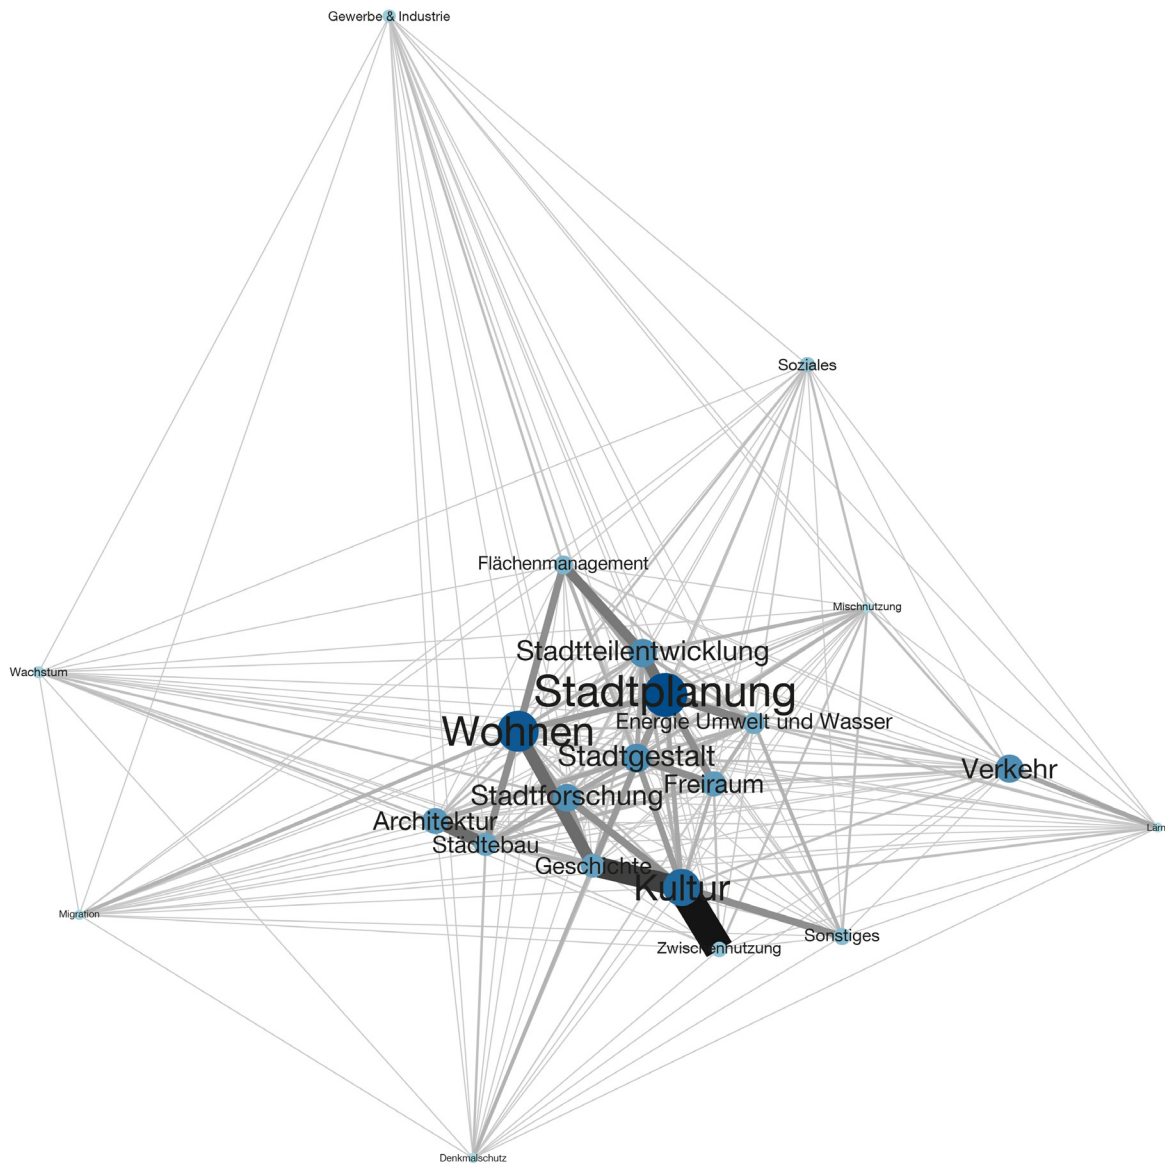 Gewerbe & Industrie
Soziales
Flächenmanagement
Mischnutzung
Stadtteilentwicklung
Wachstum
Stadtplanung
Energie Umwelt und Wasser
Wohnen
Stadtgestalt
Verkehr
Freiraum
Stadtforschung
Architektur
Lärm
Städtebau
Geschichte
Kultur
Migration
Sonstiges
Zwischennutzung
Denkmalschutz